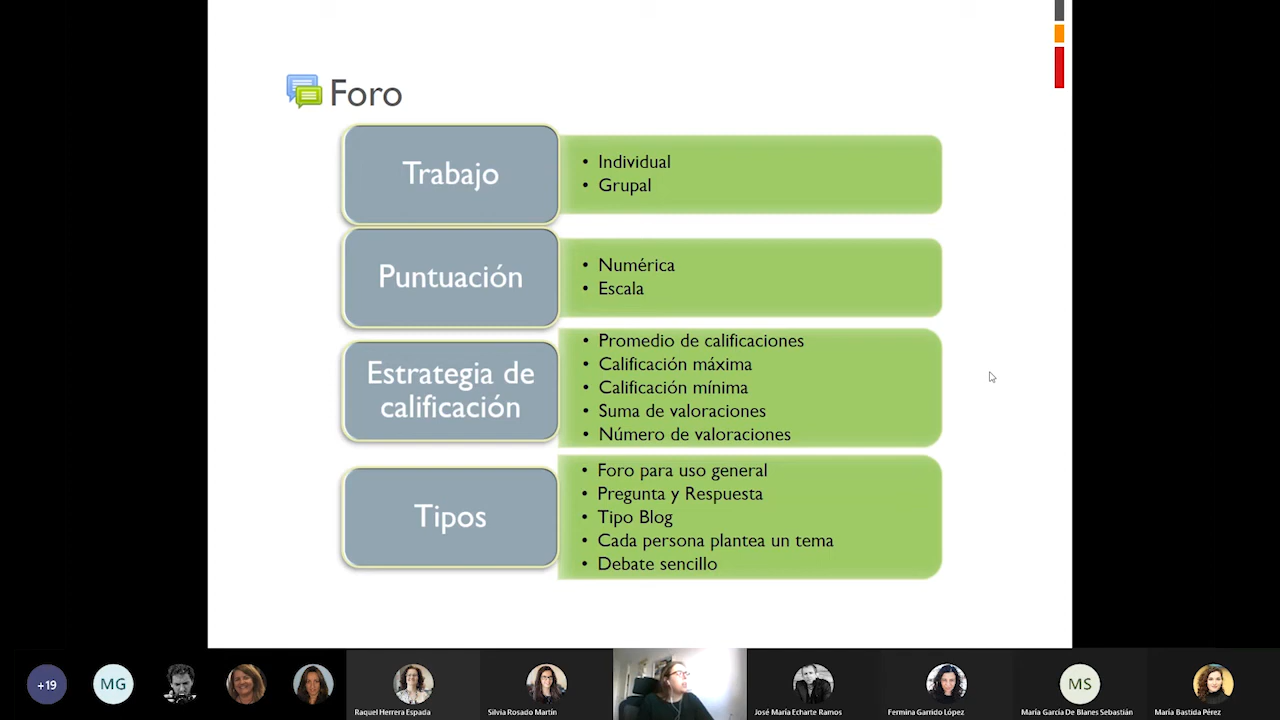 Foro
Trabajo
• Individual
• Grupal
Puntuación
• Numérica
• Escala
Estrategia de
calificación
• Promedio de calificaciones
• Calificación máxima
• Calificación mínima
• Suma de valoraciones
• Número de valoraciones
Tipos
• Foro para uso general
• Pregunta y Respuesta
• Tipo Blog
• Cada persona plantea un tema
• Debate sencillo
+19
MG
Raquel Herrera Espada
Silvia Rosado Martín
José María Echarte Ramos
Fermina Garrido López
MS
María García De Blanes Sebastián
María Bastida Pérez